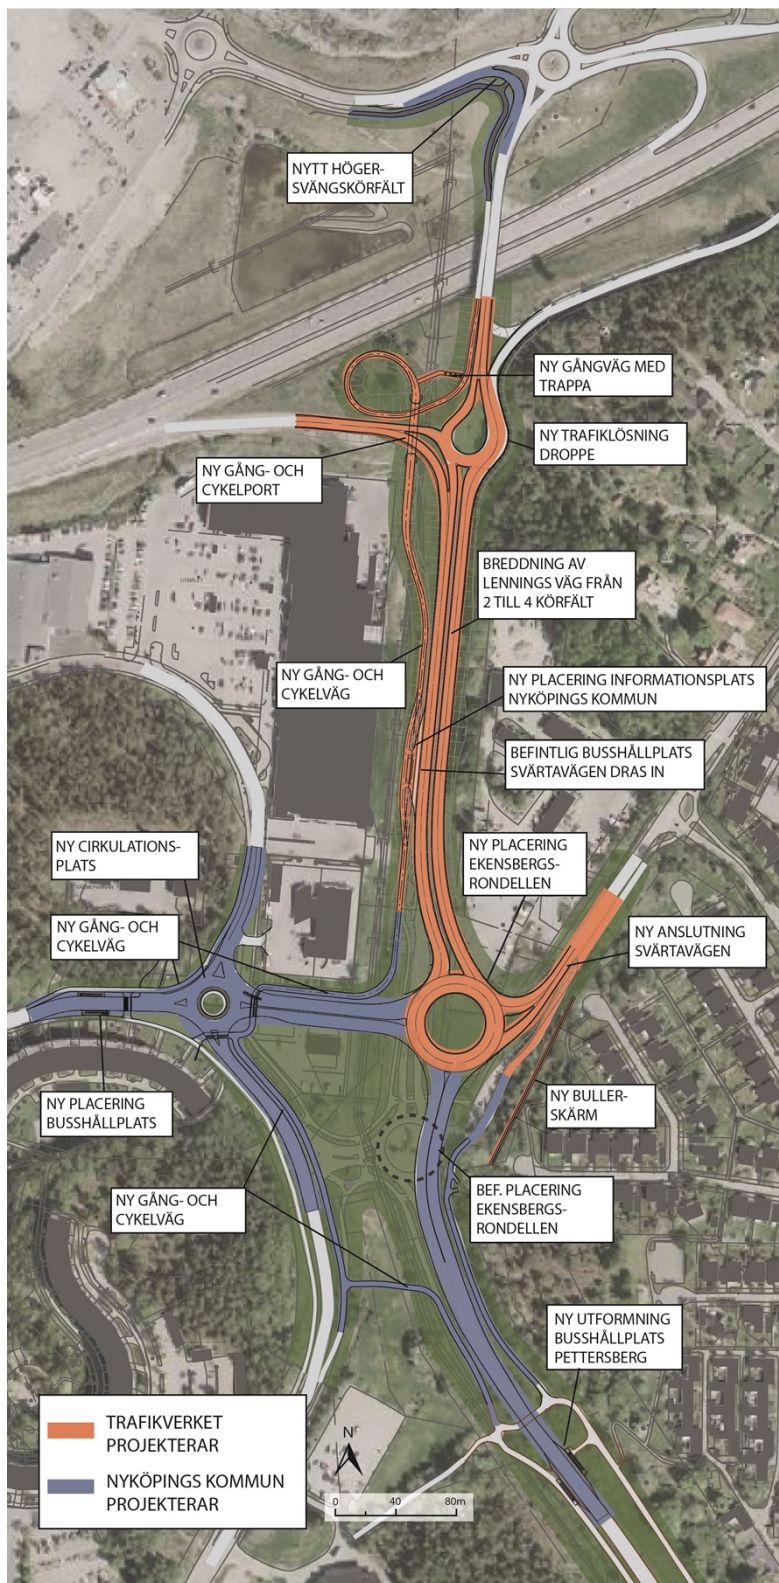 NYTT HÖGER-
SVÄNGSKÖRFÄLT
NY GÅNGVÄG MED
TRAPPA
NY TRAFIKLÖSNING
DROPPE
NY GÅNG- OCH
CYKELPORT
BREDDNING AV
LENNINGS VÄG FRÅN
2 TILL 4 KÖRFÄLT
NY GÅNG- OCH
CYKELVÄG
NY PLACERING INFORMATIONSPLATS
NYKÖPINGS KOMMUN
BEFINTLIG BUSSHÅLLPLATS
SVÄRTAVÄGEN DRAS IN
NY CIRKULATIONS-
PLATS
NY PLACERING
EKENSBERGS-
RONDELLEN
NY GÅNG- OCH
CYKELVÄG
NY ANSLUTNING
SVÄRTAVÄGEN
NY PLACERING
BUSSHÅLLPLATS
NY BULLER-
SKÄRM
NY GÅNG- OCH
CYKELVÄG
BEF. PLACERING
EKENSBERGS-
RONDELLEN
NY UTFORMNING
BUSSHÅLLPLATS
PETTERSBERG
TRAFIKVERKET
PROJEKTERAR
NYKÖPINGS KOMMUN
PROJEKTERAR
N
0 40 80m